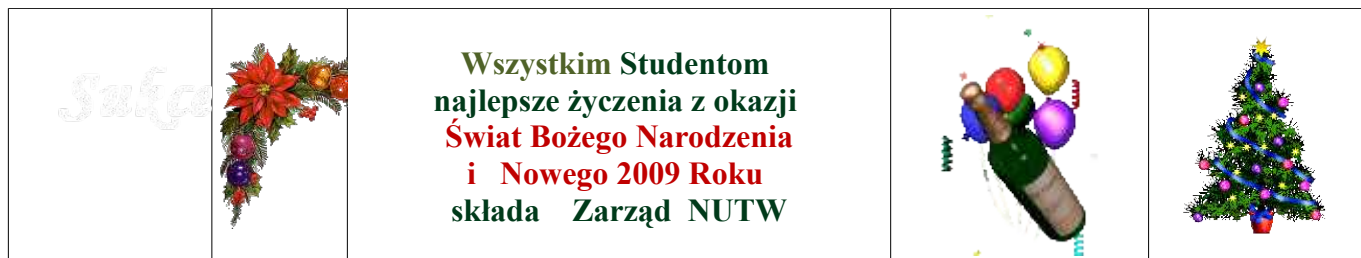 Wszystkim Studentom
najlepsze życzenia z okazji
Świat Bożego Narodzenia
i Nowego 2009 Roku
składa Zarząd NUTW